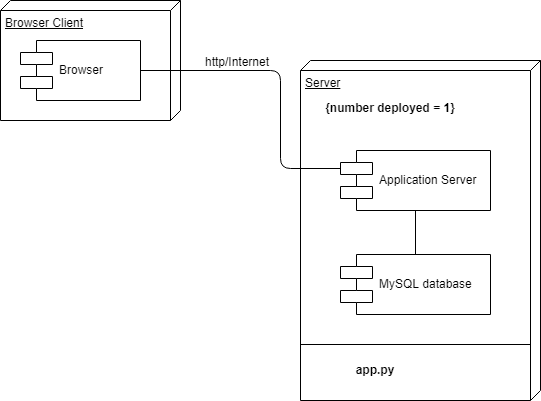 Browser Client
Browser
http/Internet
Server
{number deployed = 1}
Application Server
MySQL database
app.py